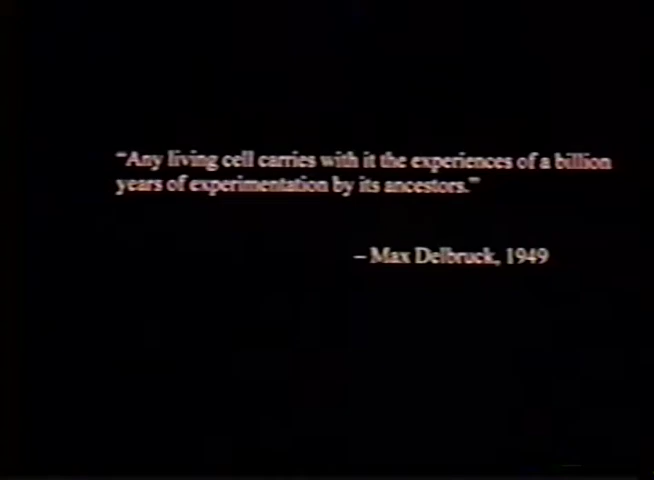 "Any living cell carries with it the experiences of a billion
years of experimentation by its ancestors."
– Max Delbruck, 1949